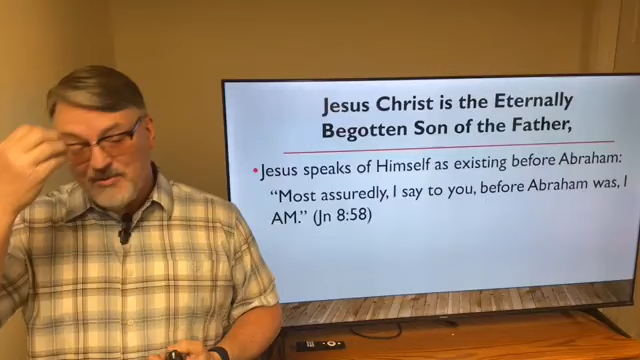 Jesus Christ is the Eternally
Begotten Son of the Father,
•Jesus speaks of Himself as existing before Abraham:
“Most assuredly, I say to you, before Abraham was, I
AM.” (Jn 8:58)